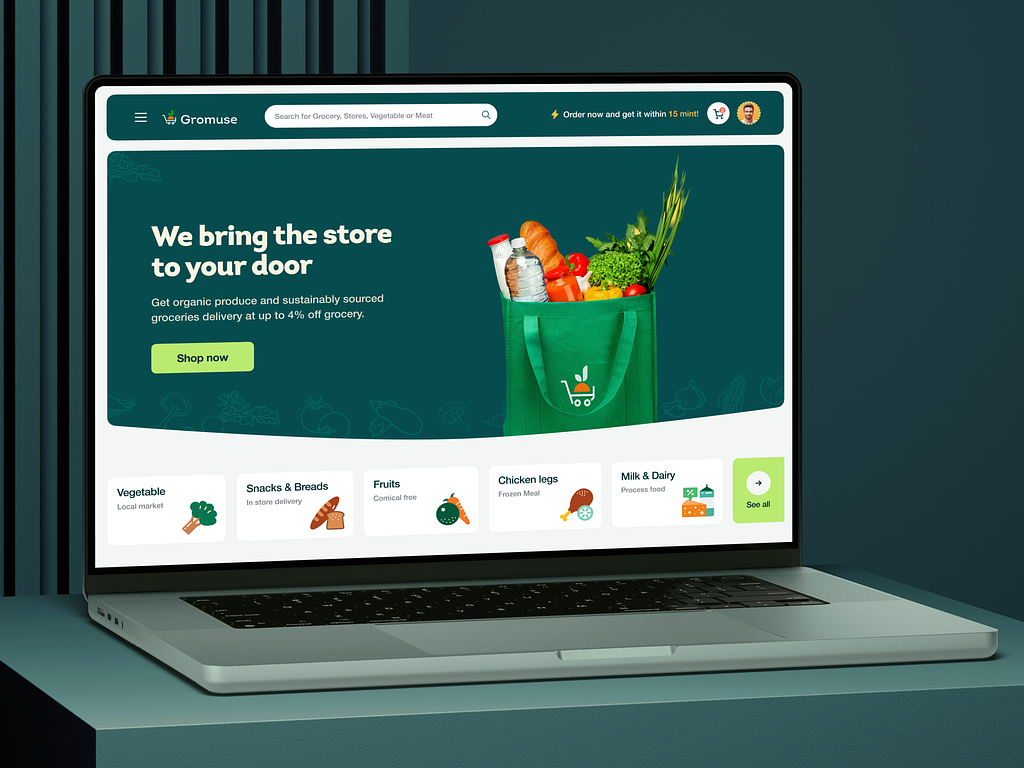 Gromuse
Search for Grocery, Stores, Vegetable or Meat
Order now and get it within 15 mint!
We bring the store
to your door
Get organic produce and sustainably sourced
groceries delivery at up to 4% off grocery.
Shop now
Vegetable
Local market
Snacks & Breads
In store delivery
Fruits
Comical free
Chicken legs
Frozen Meal
Milk & Dairy
Process food
See all